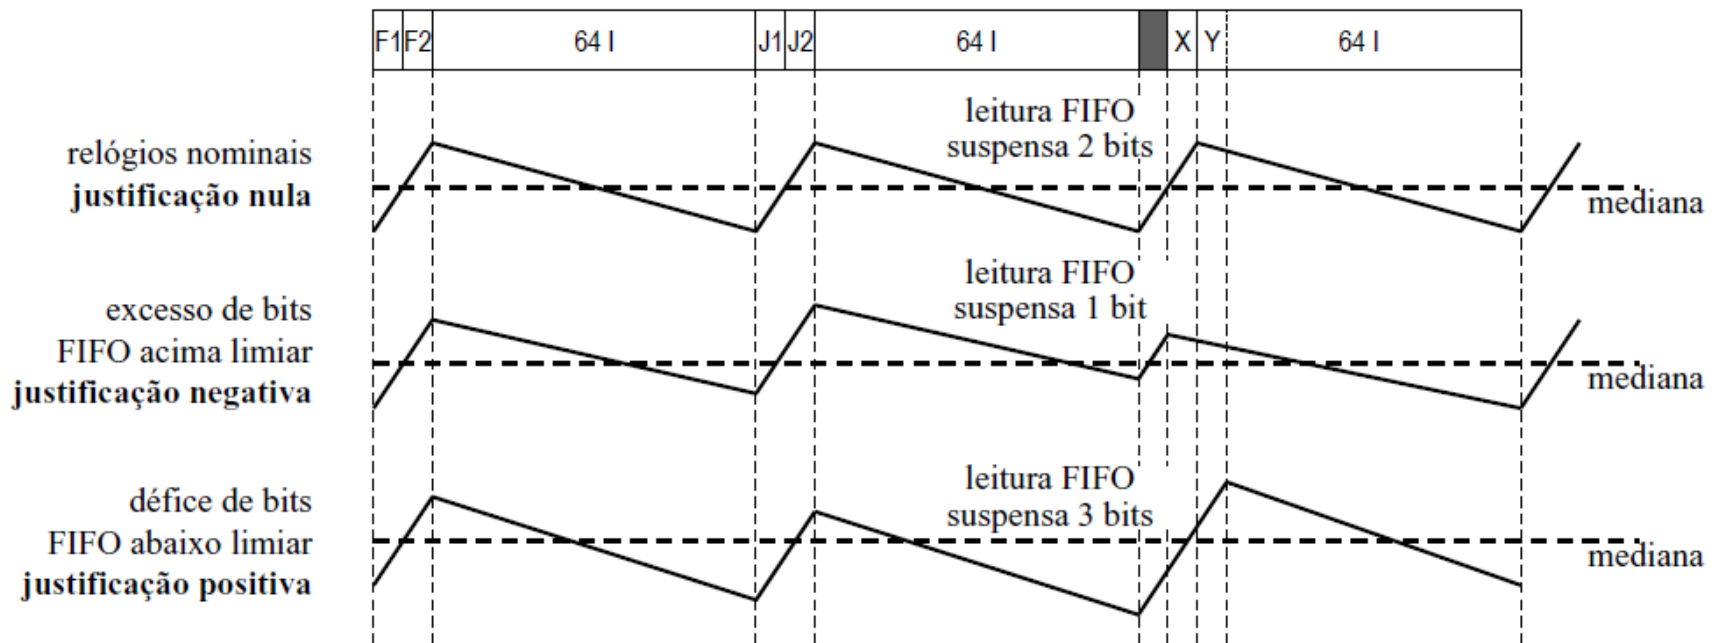 F1 F2 64 I J1 J2 64 I X Y 64 I
leitura FIFO
suspensa 2 bits
relógios nominais
justificação nula
mediana
leitura FIFO
suspensa 1 bit
excesso de bits
FIFO acima limiar
justificação negativa
mediana
leitura FIFO
suspensa 3 bits
défice de bits
FIFO abaixo limiar
justificação positiva
mediana